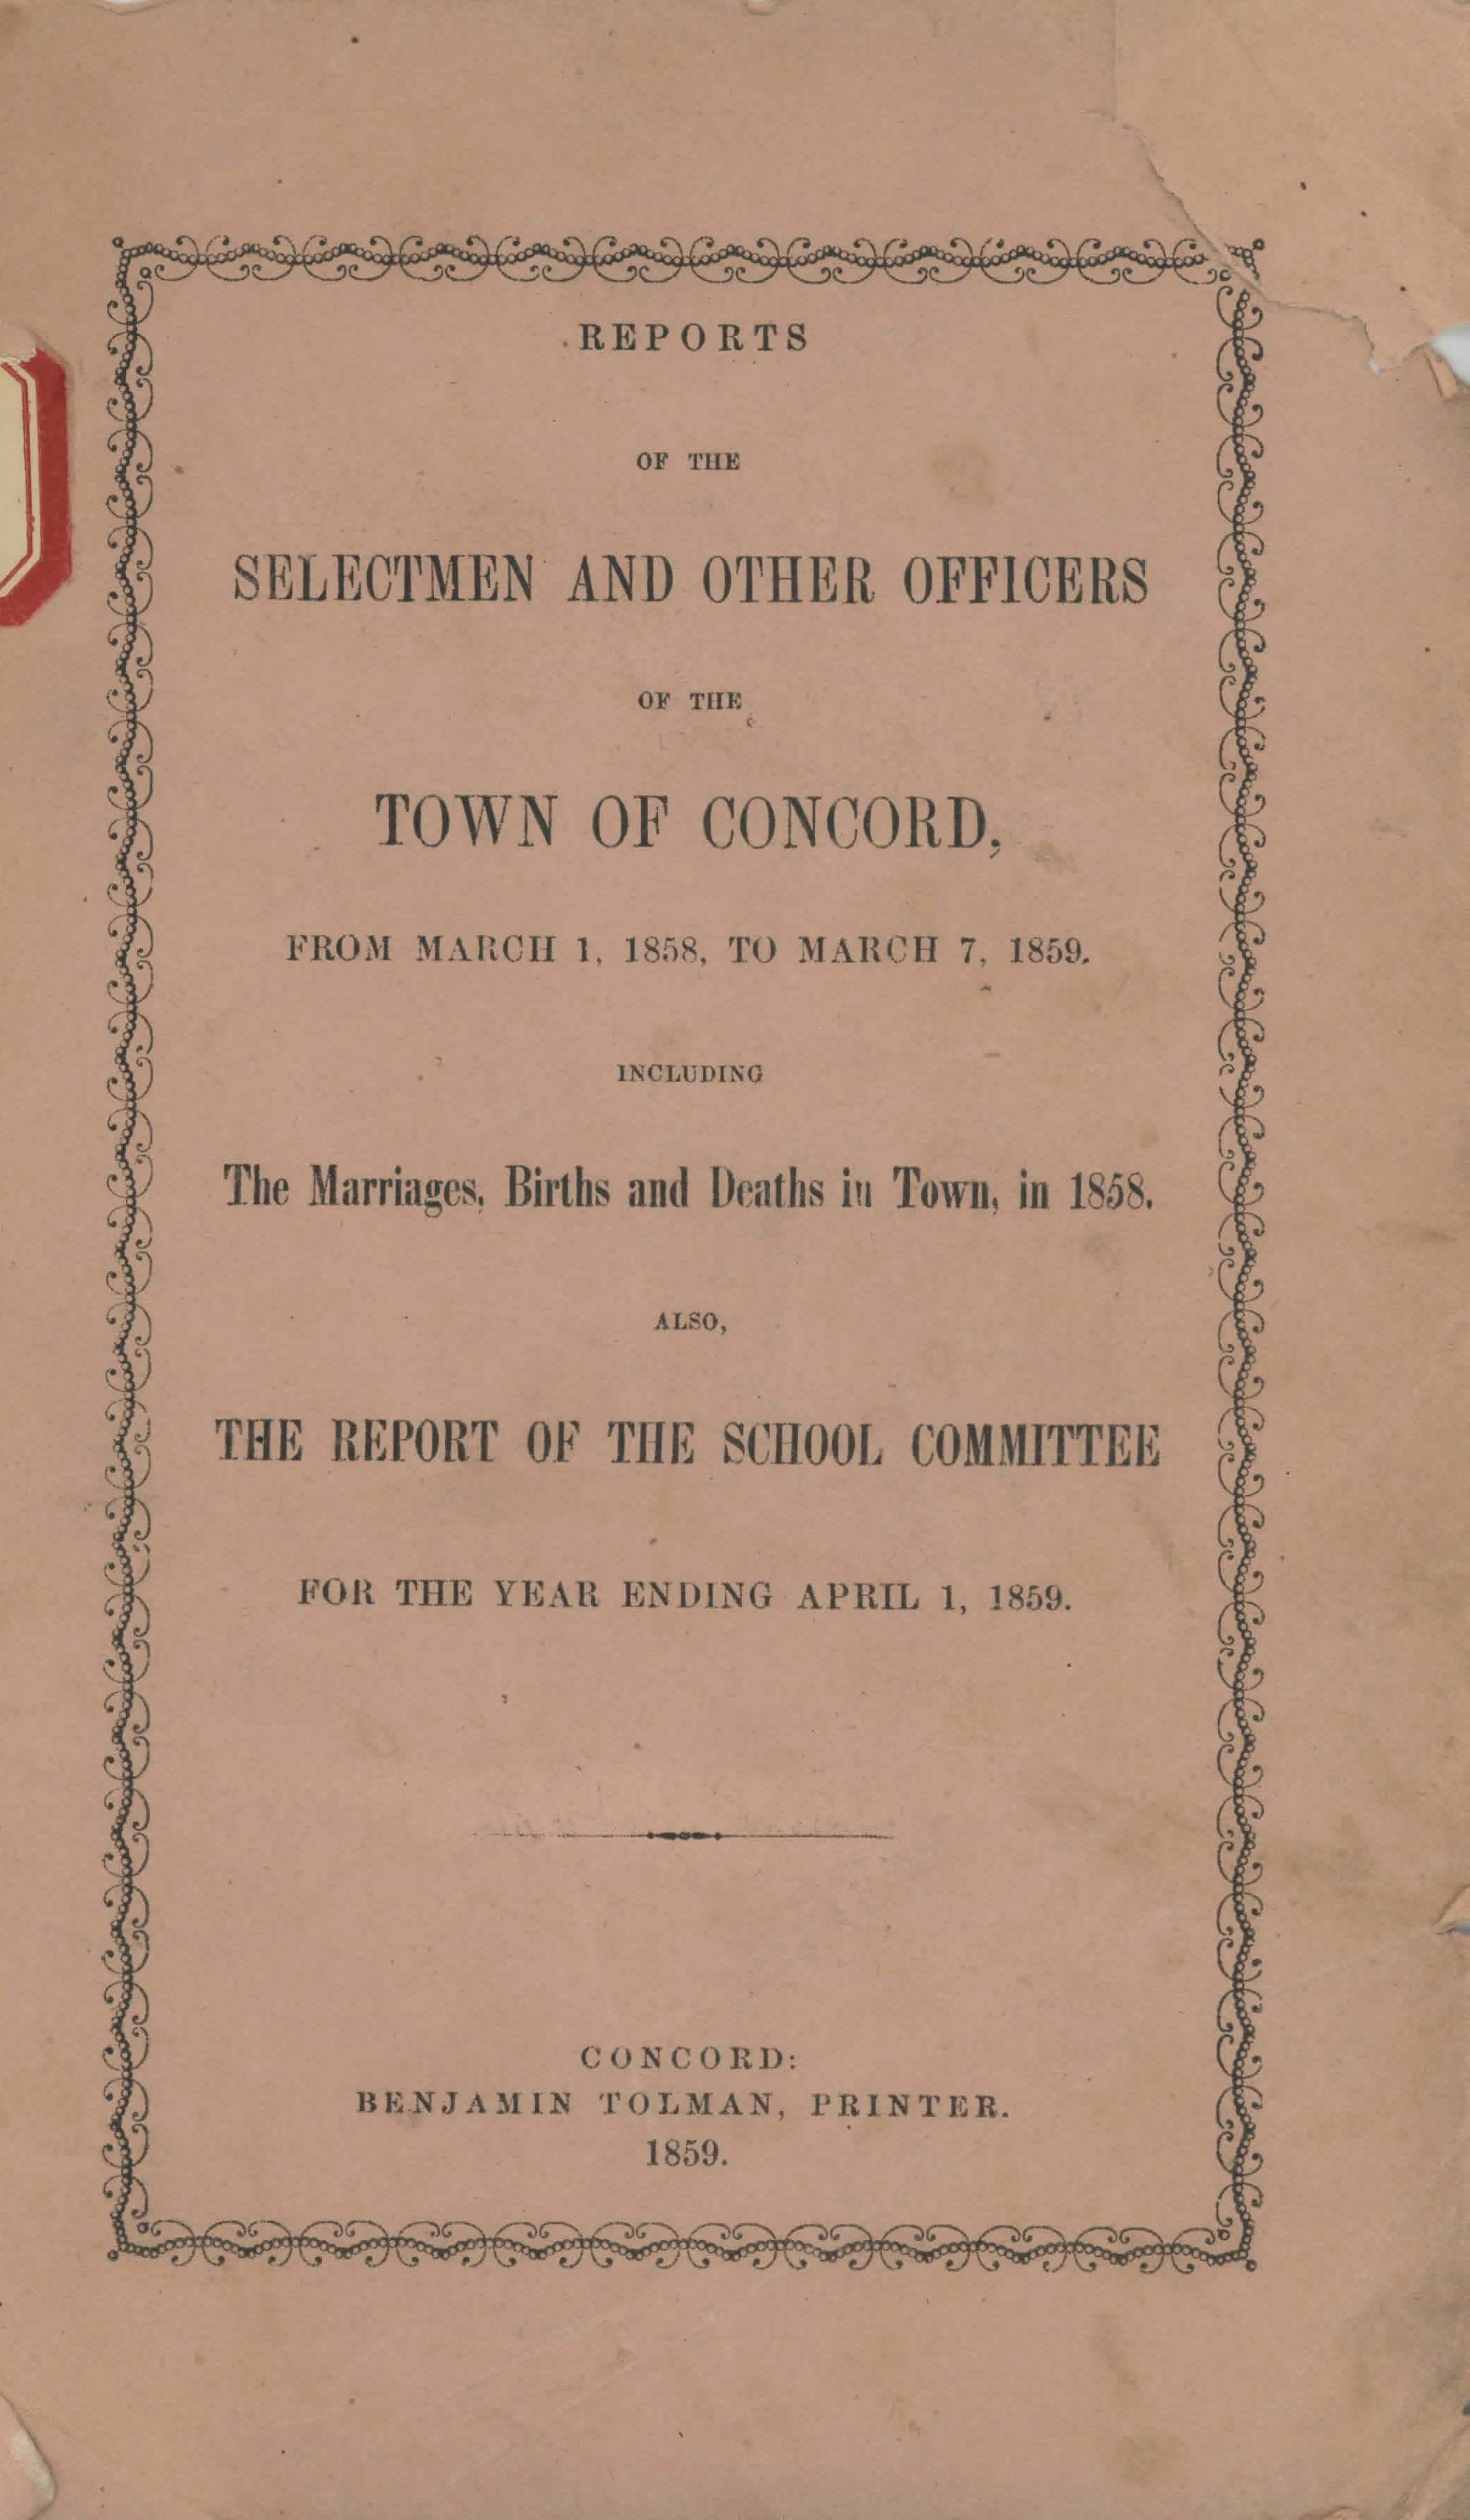 REPORTS
OF THE
SELECTMEN AND OTHER OFFICERS
OF THE
TOWN OF CONCORD,
FROM MARCH 1, 1858, TO MARCH 7, 1859.
INCLUDING
The Marriages, Births and Deaths in Town, in 1858.
ALSO,
THE REPORT OF THE SCHOOL COMMITTEE
FOR THE YEAR ENDING APRIL 1, 1859.
CONCORD:
BENJAMIN TOLMAN, PRINTER.
1859.